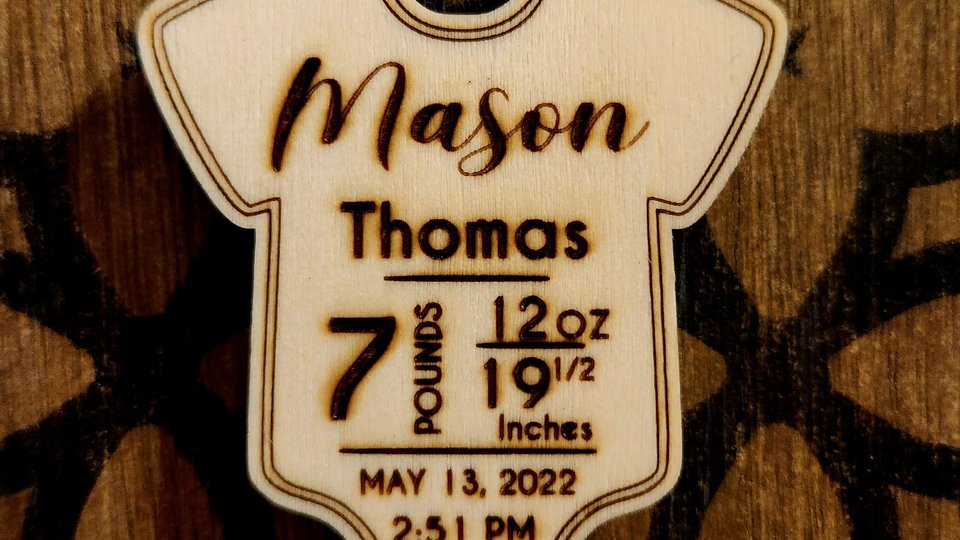 Mason
Thomas
7 POUNDS
12oz
19 1/2
Inches
MAY 13, 2022
2:51 PM